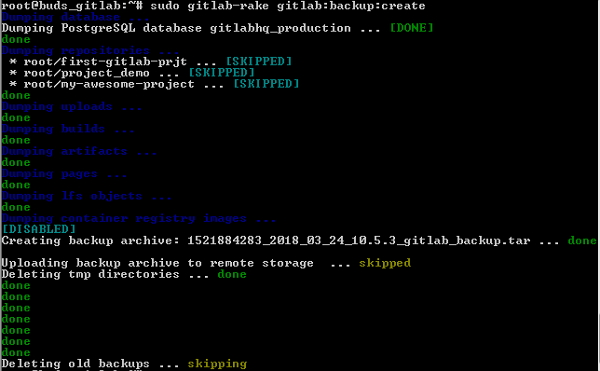 root@buds_gitlab:~# sudo gitlab-rake gitlab:backup:create
Dumping database ...
Dumping PostgreSQL database gitlabhq_production ... [DONE]
done
Dumping repositories ...
* root/first-gitlab-prjt ... [SKIPPED]
* root/project_demo ... [SKIPPED]
* root/my-awesome-project ... [SKIPPED]
done
Dumping uploads ...
done
Dumping builds ...
done
Dumping artifacts ...
done
Dumping pages ...
done
Dumping lfs objects ...
done
Dumping container registry images ...
[DISABLED]
Creating backup archive: 1521884283_2018_03_24_10.5.3_gitlab_backup.tar ... done
Uploading backup archive to remote storage  ... skipped
Deleting tmp directories ... done
done
done
done
done
done
done
done
Deleting old backups ... skipping